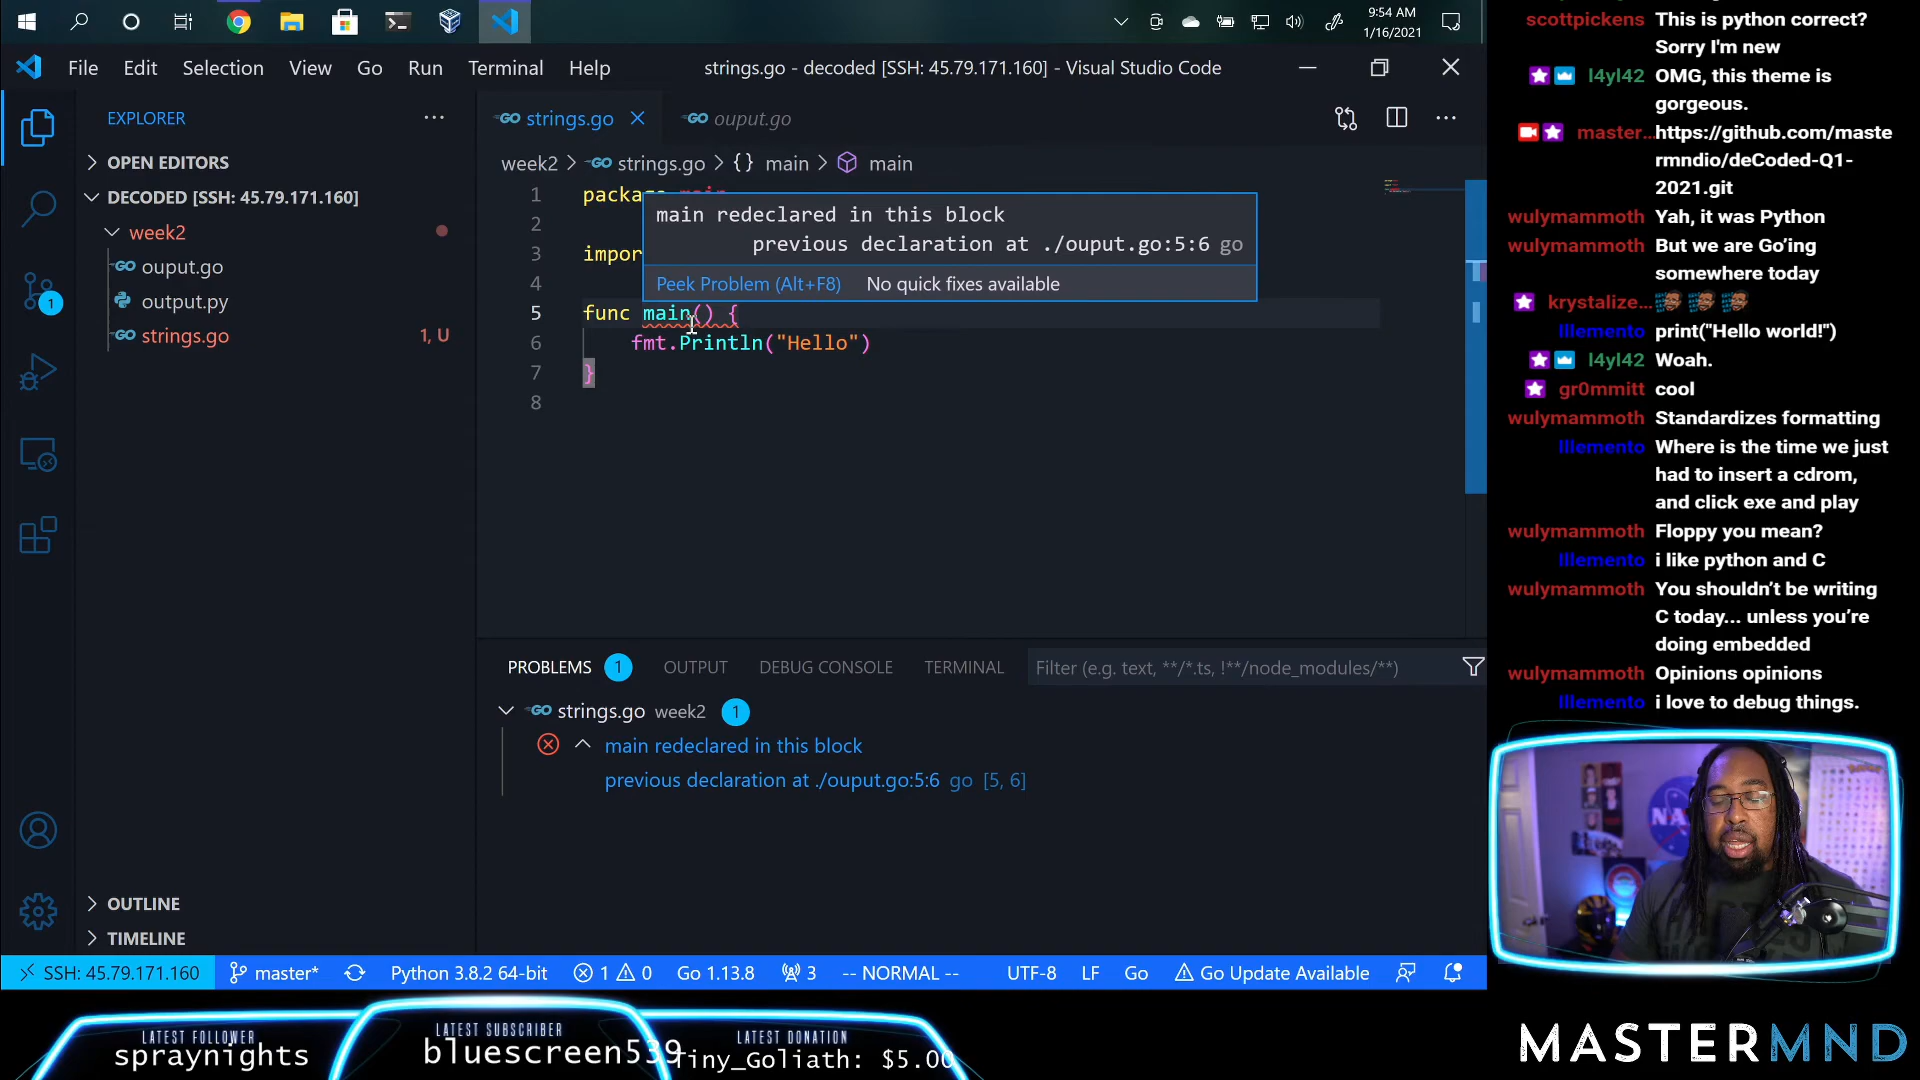 9:54 AM
1/16/2021
File Edit Selection View Go Run Terminal Help
strings.go - decoded [SSH: 45.79.171.160] - Visual Studio Code
EXPLORER
OPEN EDITORS
DECODED [SSH: 45.79.171.160]
week2
ouput.go
output.py
strings.go 1, U
1
OUTLINE
TIMELINE
strings.go ouput.go
week2 > strings.go > {} main > main
1 package main
2
3 impor
4
5 func main() {
6 fmt.Println("Hello")
7 }
8
main redeclared in this block
previous declaration at ./ouput.go:5:6 go
Peek Problem (Alt+F8) No quick fixes available
PROBLEMS 1 OUTPUT DEBUG CONSOLE TERMINAL Filter (e.g. text, **/*.ts, !**/node_modules/**)
strings.go week2 1
main redeclared in this block
previous declaration at ./ouput.go:5:6 go [5, 6]
SSH: 45.79.171.160 master* Python 3.8.2 64-bit 1 0 Go 1.13.8 3 -- NORMAL -- UTF-8 LF Go Go Update Available
scottpickens This is python correct?
Sorry I'm new
l4yl42 OMG, this theme is
gorgeous.
master... https://github.com/maste
rmndio/deCoded-Q1-
2021.git
wulymammoth Yah, it was Python
wulymammoth But we are Go'ing
somewhere today
krystalize...
lllemento print("Hello world!")
l4yl42 Woah.
gr0mmitt cool
wulymammoth Standardizes formatting
lllemento Where is the time we just
had to insert a cdrom,
and click exe and play
wulymammoth Floppy you mean?
lllemento i like python and C
wulymammoth You shouldn't be writing
C today... unless you're
doing embedded
wulymammoth Opinions opinions
lllemento i love to debug things.
NASA
LATEST FOLLOWER
spraynights
LATEST SUBSCRIBER
bluescreen539
LATEST DONATION
Tiny_Goliath: $5.00
MASTERMND